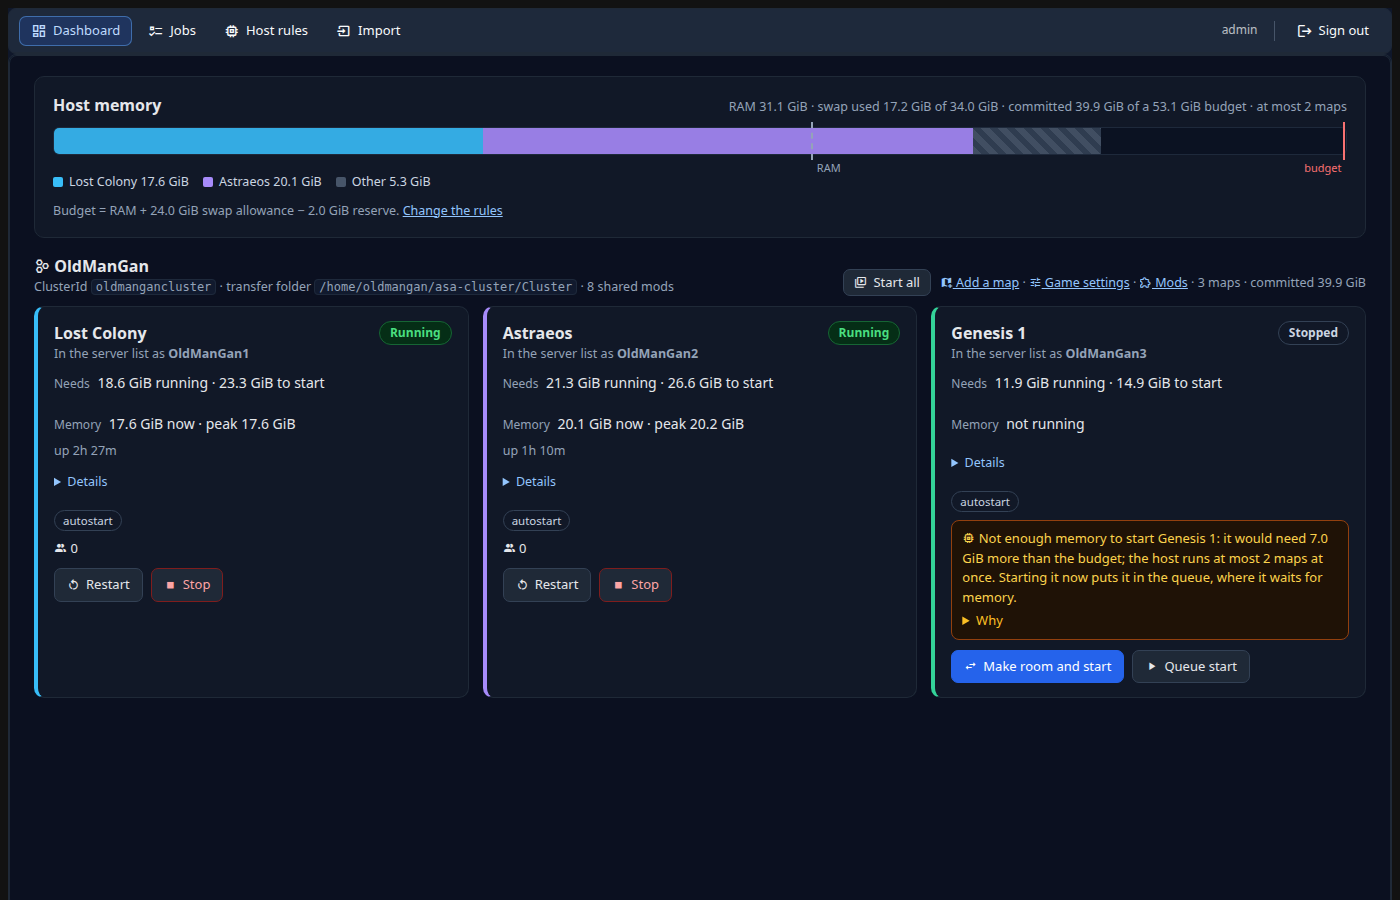 Dashboard
Jobs
Host rules
Import
admin
Sign out
Host memory
RAM 31.1 GiB · swap used 17.2 GiB of 34.0 GiB · committed 39.9 GiB of a 53.1 GiB budget · at most 2 maps
RAM
budget
Lost Colony 17.6 GiB
Astraeos 20.1 GiB
Other 5.3 GiB
Budget = RAM + 24.0 GiB swap allowance − 2.0 GiB reserve. Change the rules
OldManGan
ClusterId oldmangancluster · transfer folder /home/oldmangan/asa-cluster/Cluster · 8 shared mods
Start all
Add a map · Game settings · Mods · 3 maps · committed 39.9 GiB
Lost Colony
Running
In the server list as OldManGan1
Needs 18.6 GiB running · 23.3 GiB to start
Memory 17.6 GiB now · peak 17.6 GiB
up 2h 27m
Details
autostart
0
Restart
Stop
Astraeos
Running
In the server list as OldManGan2
Needs 21.3 GiB running · 26.6 GiB to start
Memory 20.1 GiB now · peak 20.2 GiB
up 1h 10m
Details
autostart
0
Restart
Stop
Genesis 1
Stopped
In the server list as OldManGan3
Needs 11.9 GiB running · 14.9 GiB to start
Memory not running
Details
autostart
Not enough memory to start Genesis 1: it would need 7.0
GiB more than the budget; the host runs at most 2 maps at
once. Starting it now puts it in the queue, where it waits for
memory.
Why
Make room and start
Queue start